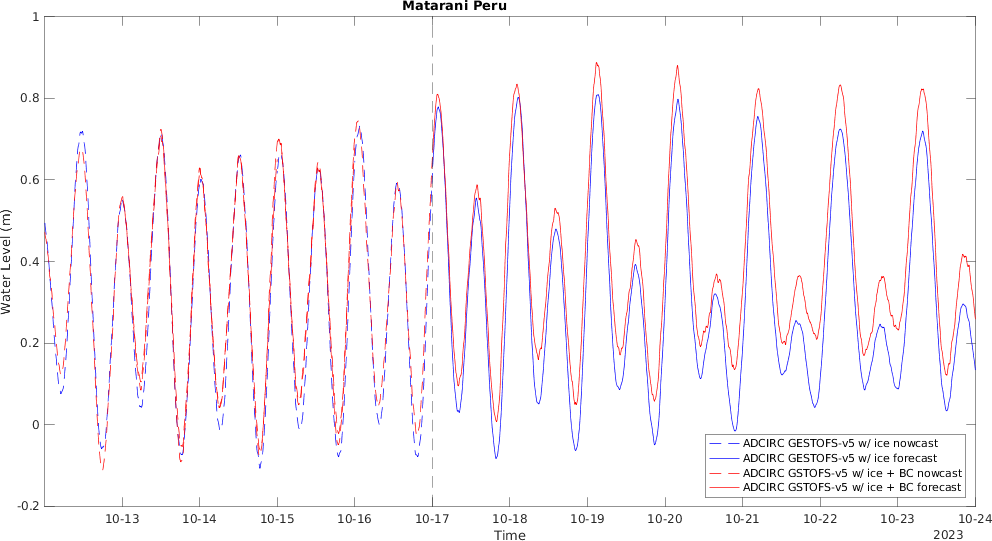 Matarani Peru
1
0.8
0.6
0.4
0.2
0
-0.2
Water Level (m)
10-13 10-14 10-15 10-16 10-17 10-18 10-19 10-20 10-21 10-22 10-23 10-24
Time
2023
ADCIRC GESTOFS-v5 w/ ice nowcast
ADCIRC GESTOFS-v5 w/ ice forecast
ADCIRC GSTOFS-v5 w/ ice + BC nowcast
ADCIRC GSTOFS-v5 w/ ice + BC forecast